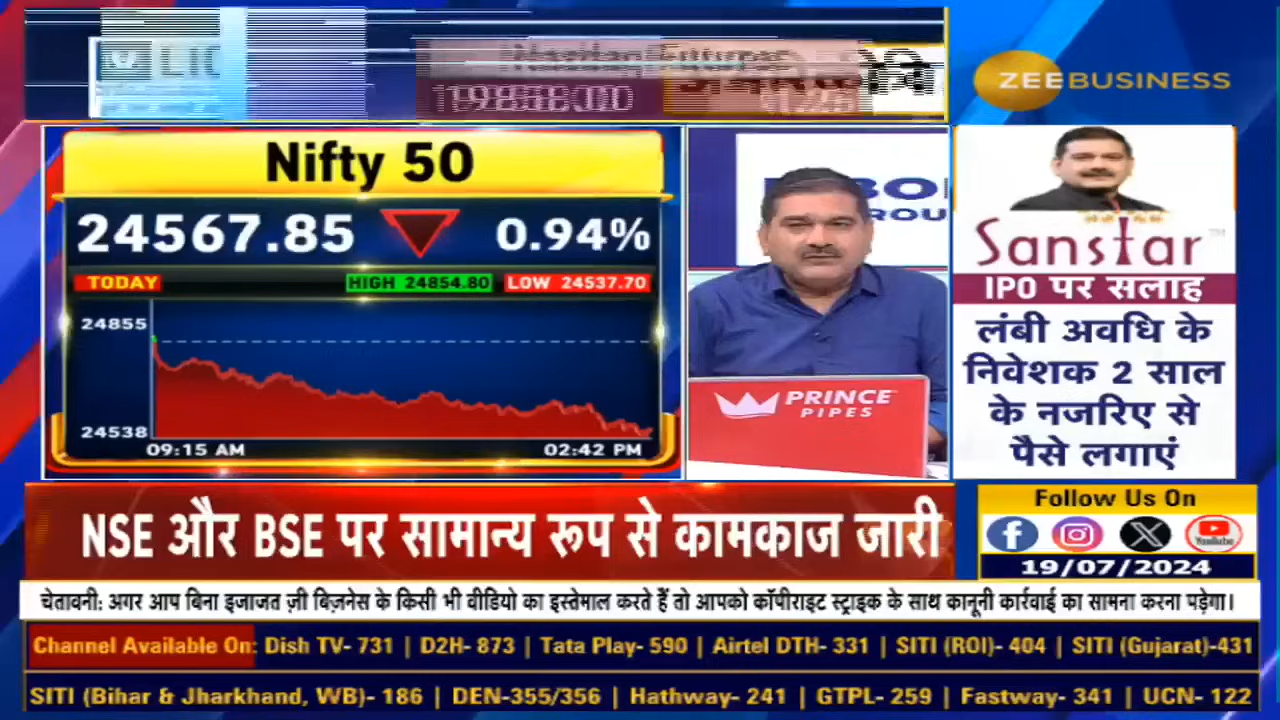 ZEE BUSINESS
Nifty 50
24567.85 0.94%
TODAY HIGH 24854.80 LOW 24537.70
24855
24538
09:15 AM 02:42 PM
PRINCE
PIPES
Sanstar
IPO पर सलाह
लंबी अवधि के
निवेशक 2 साल
के नजरिए से
पैसे लगाएं
NSE और BSE पर सामान्य रूप से कामकाज जारी
Follow Us On
YouTube
19/07/2024
चेतावनी: अगर आप बिना इजाजत ज़ी बिज़नेस के किसी भी वीडियो का इस्तेमाल करते हैं तो आपको कॉपीराइट स्ट्राइक के साथ कानूनी कार्रवाई का सामना करना पड़ेगा।
Channel Available On: Dish TV- 731 | D2H- 873 | Tata Play- 590 | Airtel DTH- 331 | SITI (ROI)- 404 | SITI (Gujarat)-431
SITI (Bihar & Jharkhand, WB)- 186 | DEN-355/356 | Hathway- 241 | GTPL- 259 | Fastway- 341 | UCN- 122